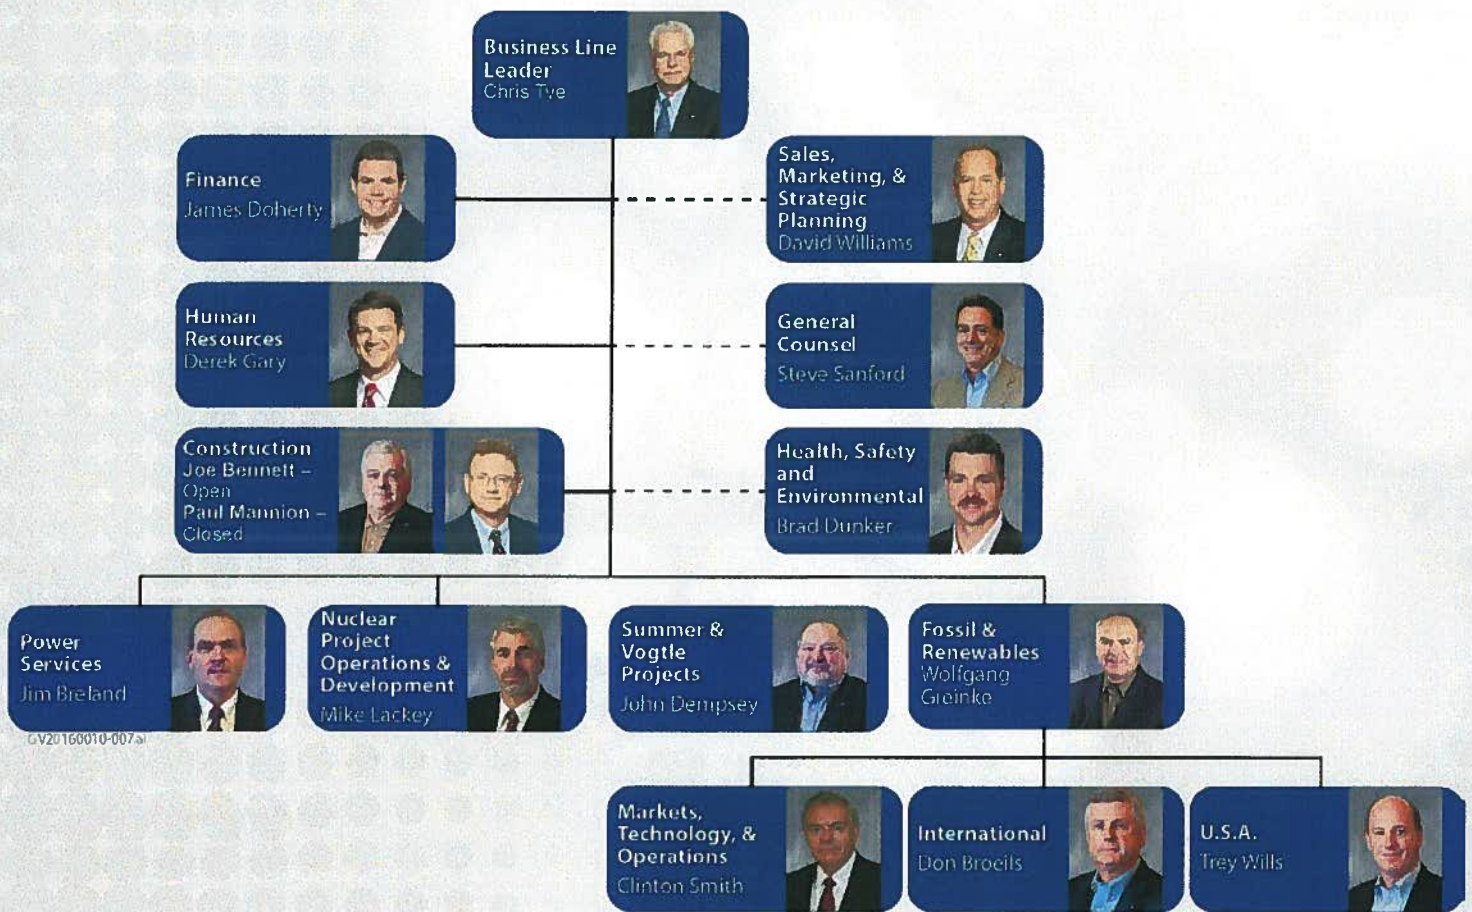 Business Line
Leader
Chris Tye
Finance
James Doherty
Sales,
Marketing, &
Strategic
Planning
David Williams
Human
Resources
Derek Gary
General
Counsel
Steve Sanford
Construction
Joe Bennett –
Open
Paul Mannion –
Closed
Health, Safety
and
Environmental
Brad Dunker
Power
Services
Jim Breland
Nuclear
Project
Operations &
Development
Mike Lackey
Summer &
Vogtle
Projects
John Dempsey
Fossil &
Renewables
Wolfgang
Greinke
GV20160010-007.ai
Markets,
Technology, &
Operations
Clinton Smith
International
Don Broeils
U.S.A.
Trey Wills